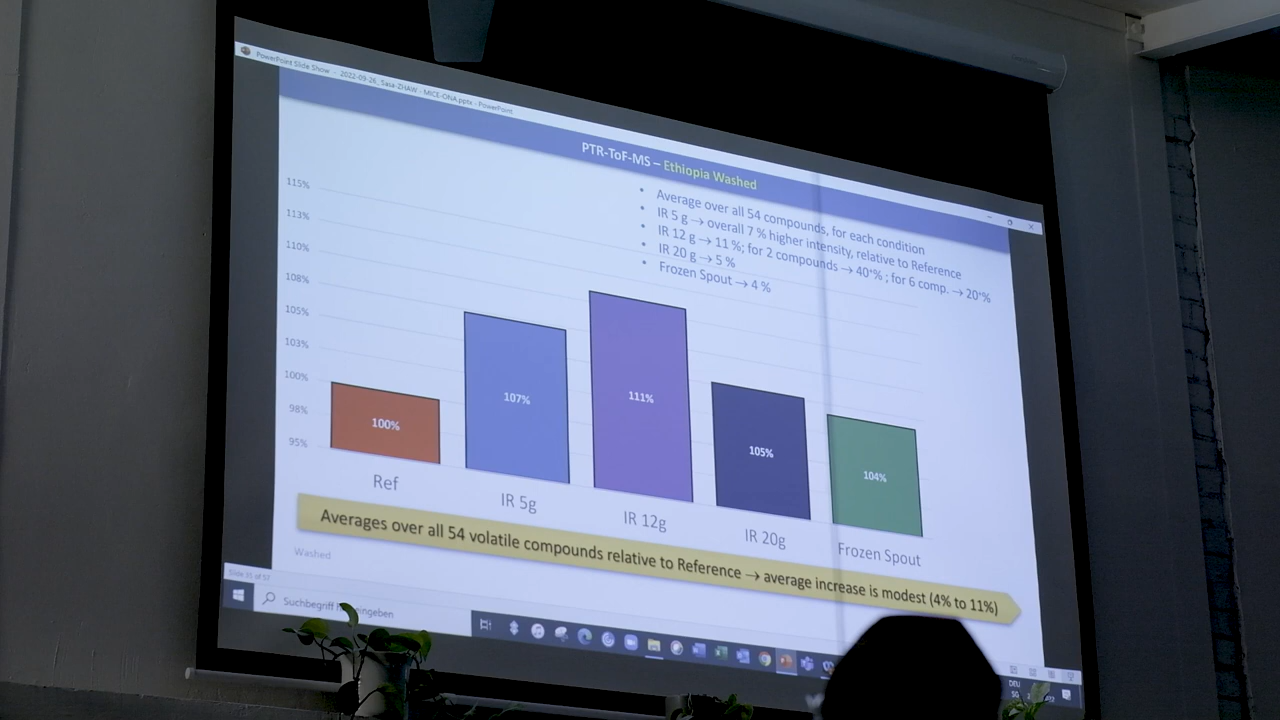 PowerPoint Slide Show - 2022-09-26_Sasa-ZHAW - MICE-DNA.pptx - PowerPoint
PTR-ToF-MS – Ethiopia Washed
• Average over all 54 compounds, for each condition
• IR 5 g → overall 7 % higher intensity, relative to Reference
• IR 12 g → 11 %; for 2 compounds → 40⁺% ; for 6 comp. → 20⁺%
• IR 20 g → 5 %
• Frozen Spout → 4 %
115%
113%
110%
108%
105%
103%
100%
98%
95%
100%
107%
111%
105%
104%
Ref
IR 5g
IR 12g
IR 20g
Frozen Spout
Averages over all 54 volatile compounds relative to Reference → average increase is modest (4% to 11%)
Washed
Suchbegriff eingeben
DEU
SG